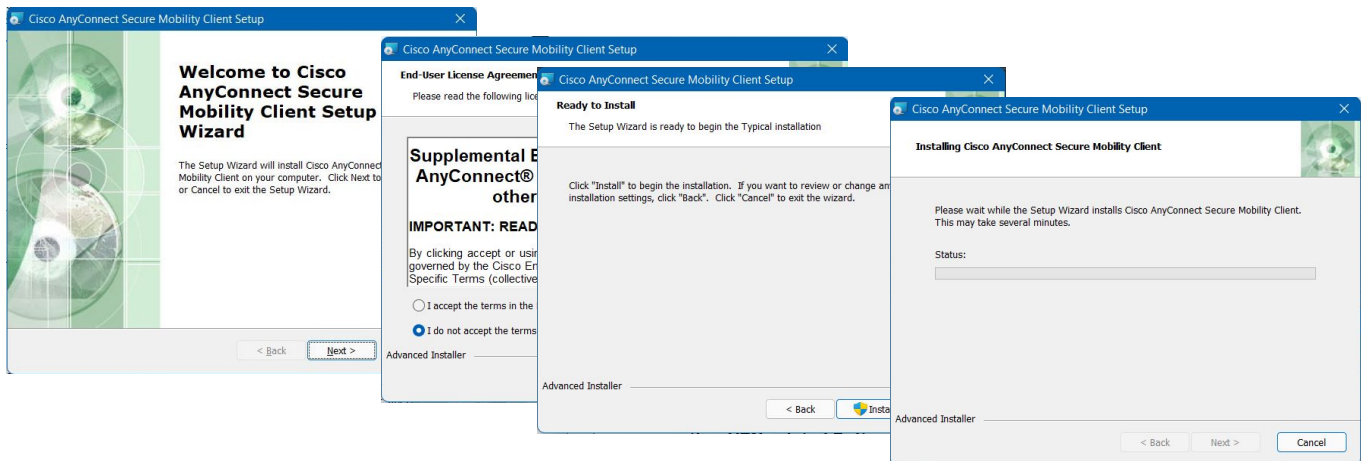 Cisco AnyConnect Secure Mobility Client Setup
Welcome to Cisco
AnyConnect Secure
Mobility Client Setup
Wizard
The Setup Wizard will install Cisco AnyConnect
Mobility Client on your computer. Click Next to
or Cancel to exit the Setup Wizard.
< Back
Next >
Cisco AnyConnect Secure Mobility Client Setup
End-User License Agreemen
Please read the following lice
Supplemental E
AnyConnect®
other
IMPORTANT: READ
By clicking accept or usin
governed by the Cisco En
Specific Terms (collective
I accept the terms in the
I do not accept the terms
Advanced Installer
Cisco AnyConnect Secure Mobility Client Setup
Ready to Install
The Setup Wizard is ready to begin the Typical installation
Click "Install" to begin the installation. If you want to review or change an
installation settings, click "Back". Click "Cancel" to exit the wizard.
Advanced Installer
< Back
Insta
Cisco AnyConnect Secure Mobility Client Setup
Installing Cisco AnyConnect Secure Mobility Client
Please wait while the Setup Wizard installs Cisco AnyConnect Secure Mobility Client.
This may take several minutes.
Status:
Advanced Installer
< Back
Next >
Cancel